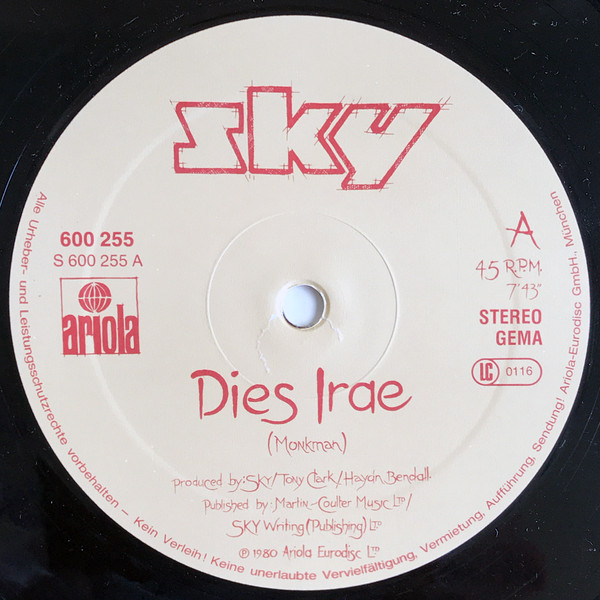 sky
600 255
S 600 255 A
ariola
A
45 R.P.M.
7'43"
STEREO
GEMA
LC 0116
Dies Irae
(Monkman)
Produced by: SKY/Tony Clark/Haydn Bendall.
Published by: Martin-Coulter Music LTD/
SKY Writing (Publishing) LTD
℗ 1980 Ariola Eurodisc LTD
Alle Urheber- und Leistungsschutzrechte vorbehalten – Kein Verleih! Keine unerlaubte Vervielfältigung, Vermietung, Aufführung, Sendung! Ariola-Eurodisc GmbH., München